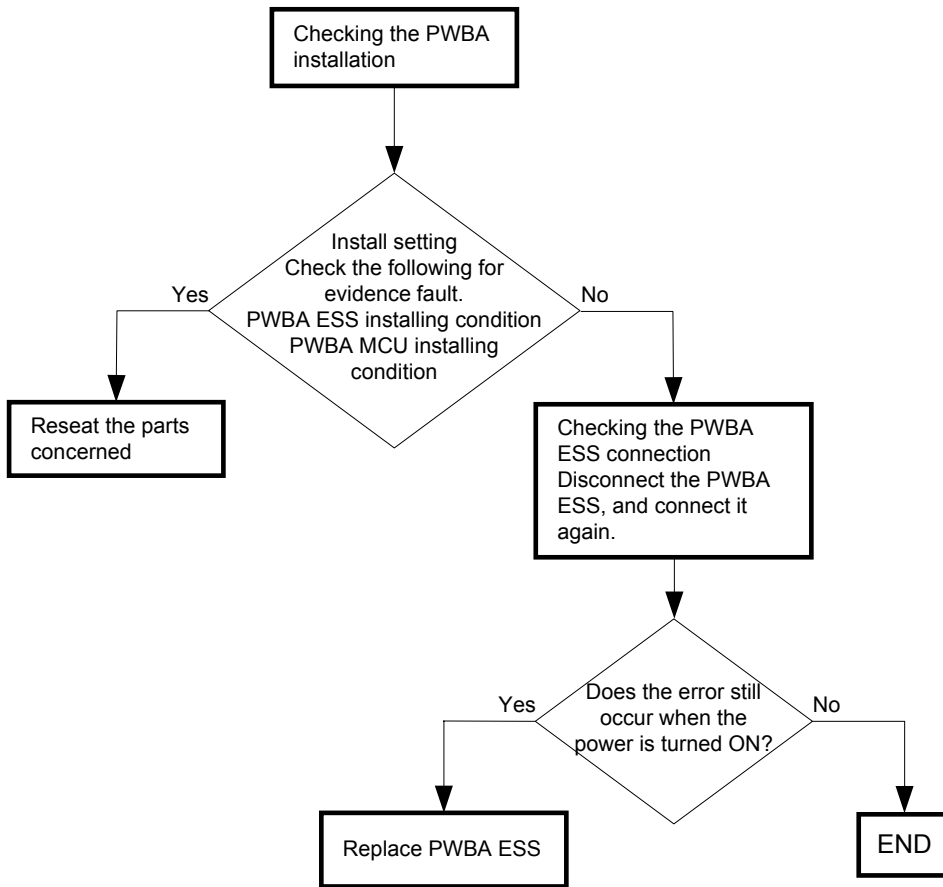 Checking the PWBA
installation
Install setting
Check the following for
evidence fault.
PWBA ESS installing condition
PWBA MCU installing
condition
Yes
No
Reseat the parts
concerned
Checking the PWBA
ESS connection
Disconnect the PWBA
ESS, and connect it
again.
Does the error still
occur when the
power is turned ON?
Yes
No
Replace PWBA ESS
END